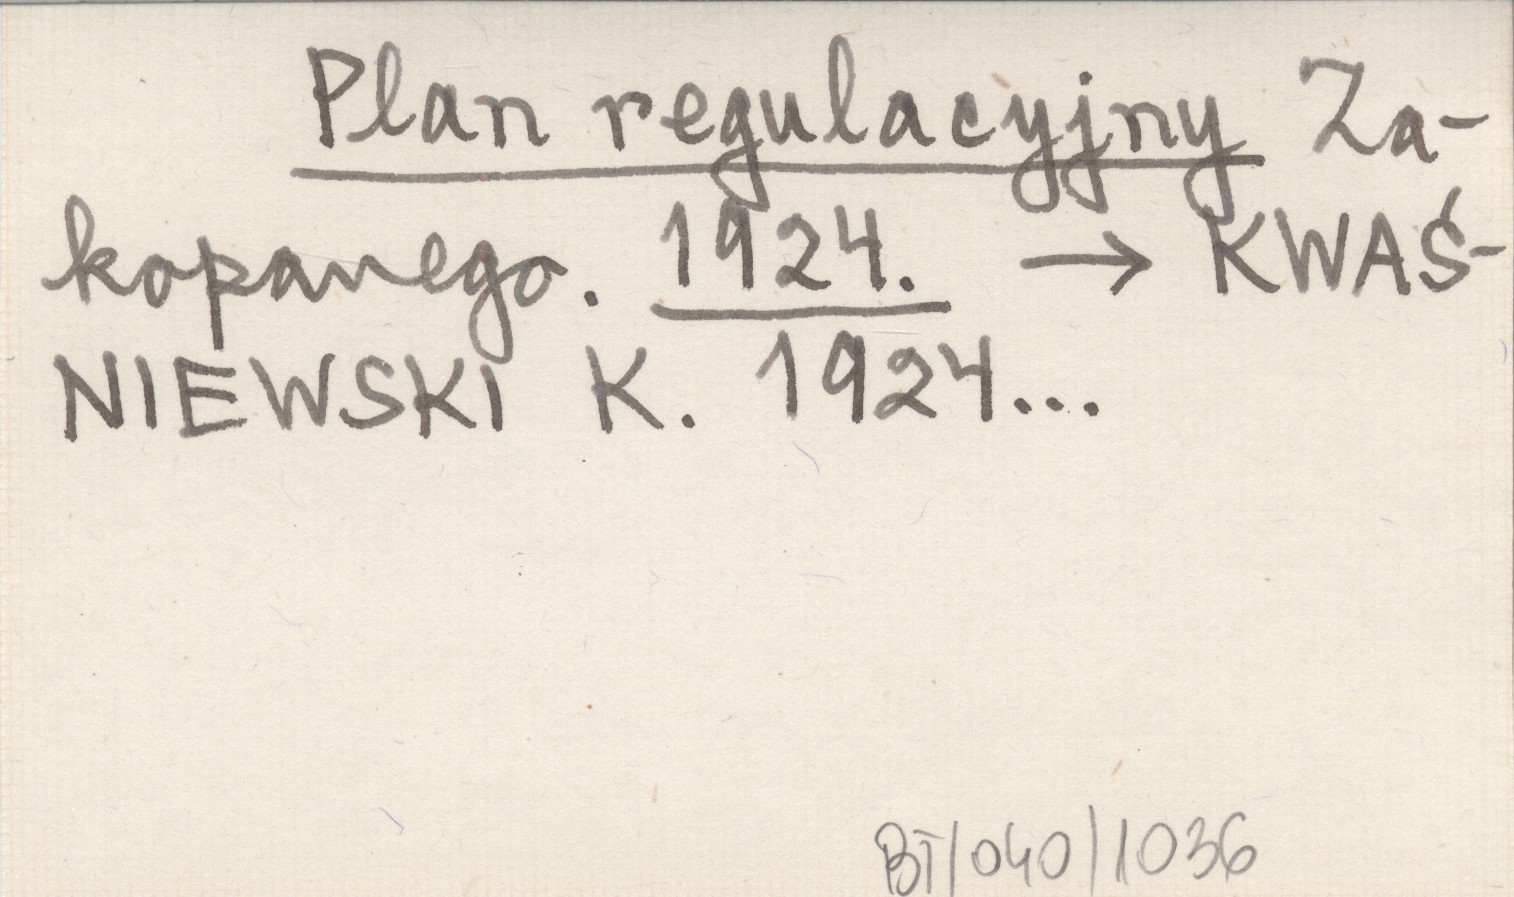 Plan regulacyjny Za-
kopanego. 1924. → KWAŚ-
NIEWSKI K. 1924...
BT/040/1036